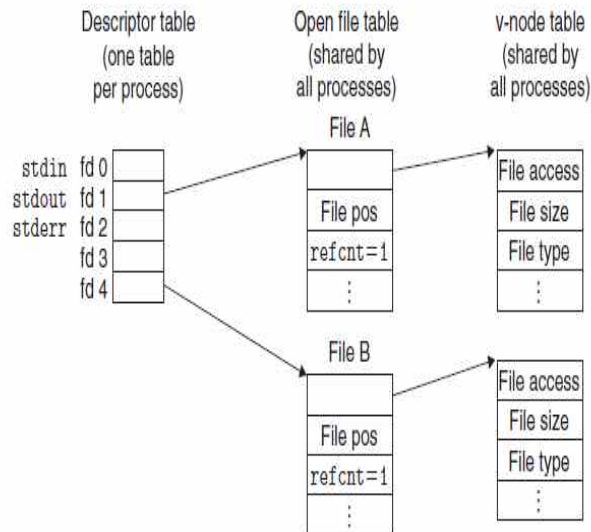 Descriptor table
(one table
per process)
Open file table
(shared by
all processes)
v-node table
(shared by
all processes)
stdin fd 0
stdout fd 1
stderr fd 2
fd 3
fd 4
File A
File pos
refcnt=1
⋮
File access
File size
File type
⋮
File B
File pos
refcnt=1
⋮
File access
File size
File type
⋮